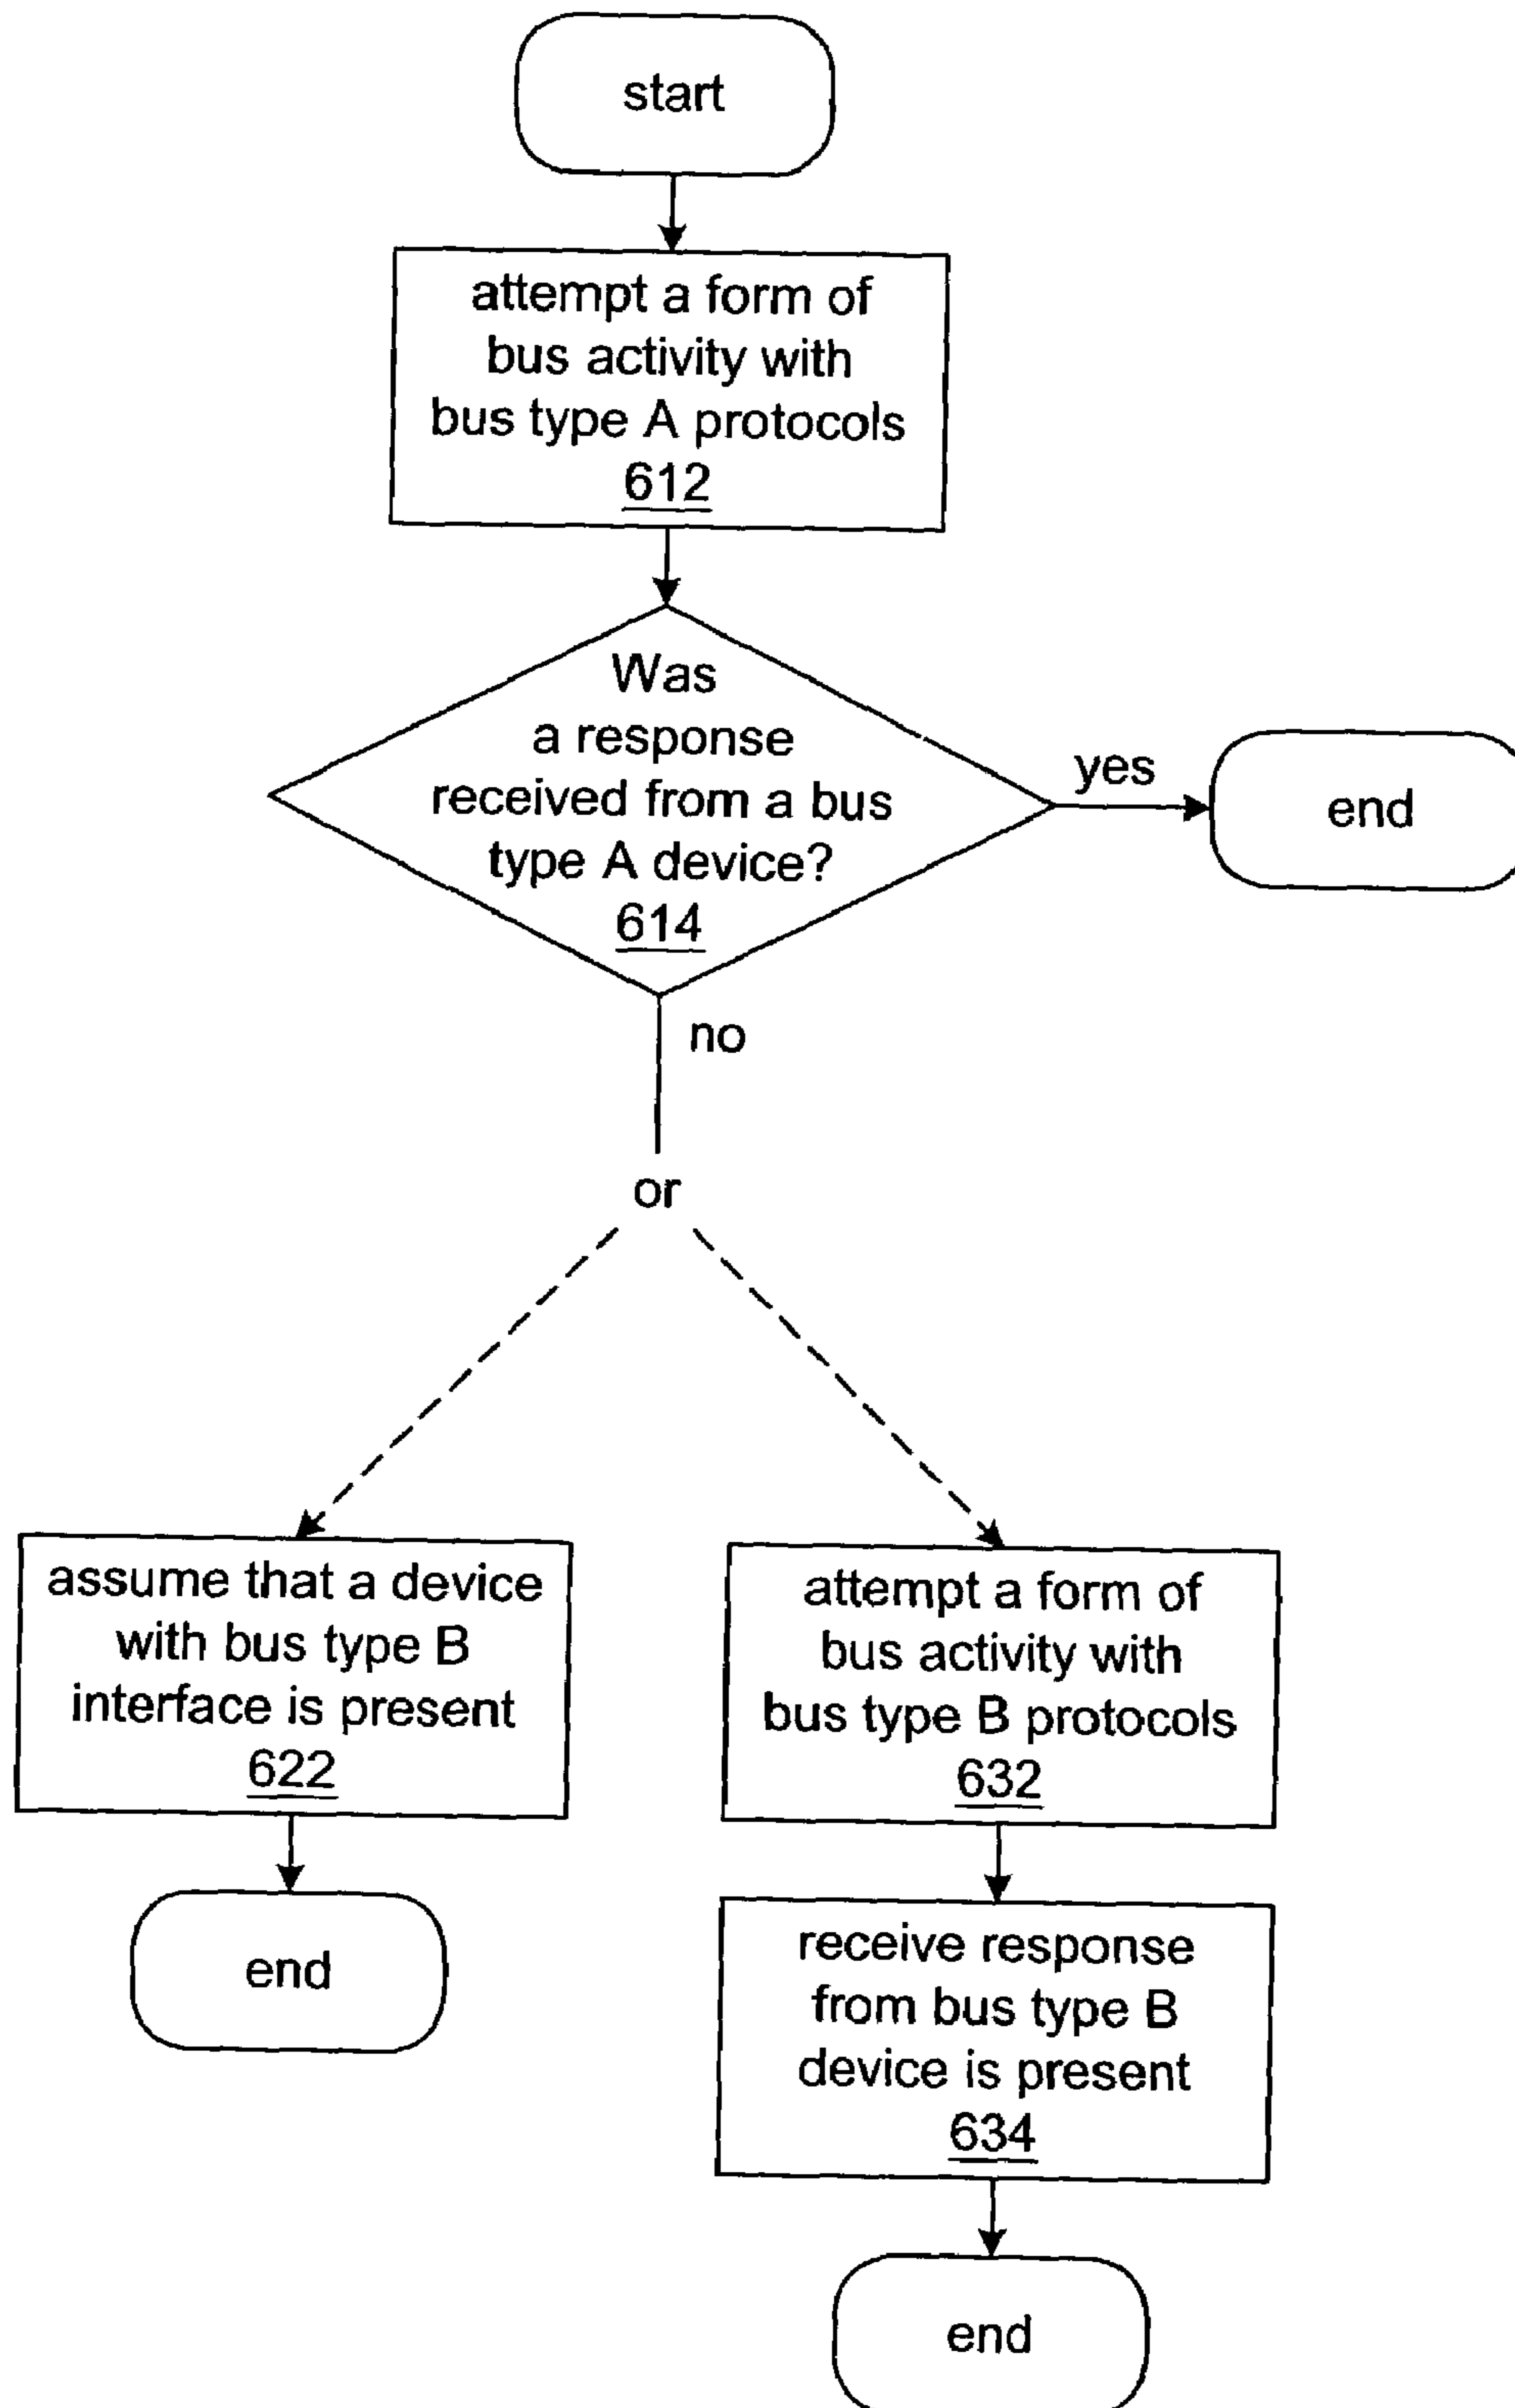 start
attempt a form of
bus activity with
bus type A protocols
612
Was
a response
received from a bus
type A device?
614
yes
end
no
or
assume that a device
with bus type B
interface is present
622
end
attempt a form of
bus activity with
bus type B protocols
632
receive response
from bus type B
device is present
634
end